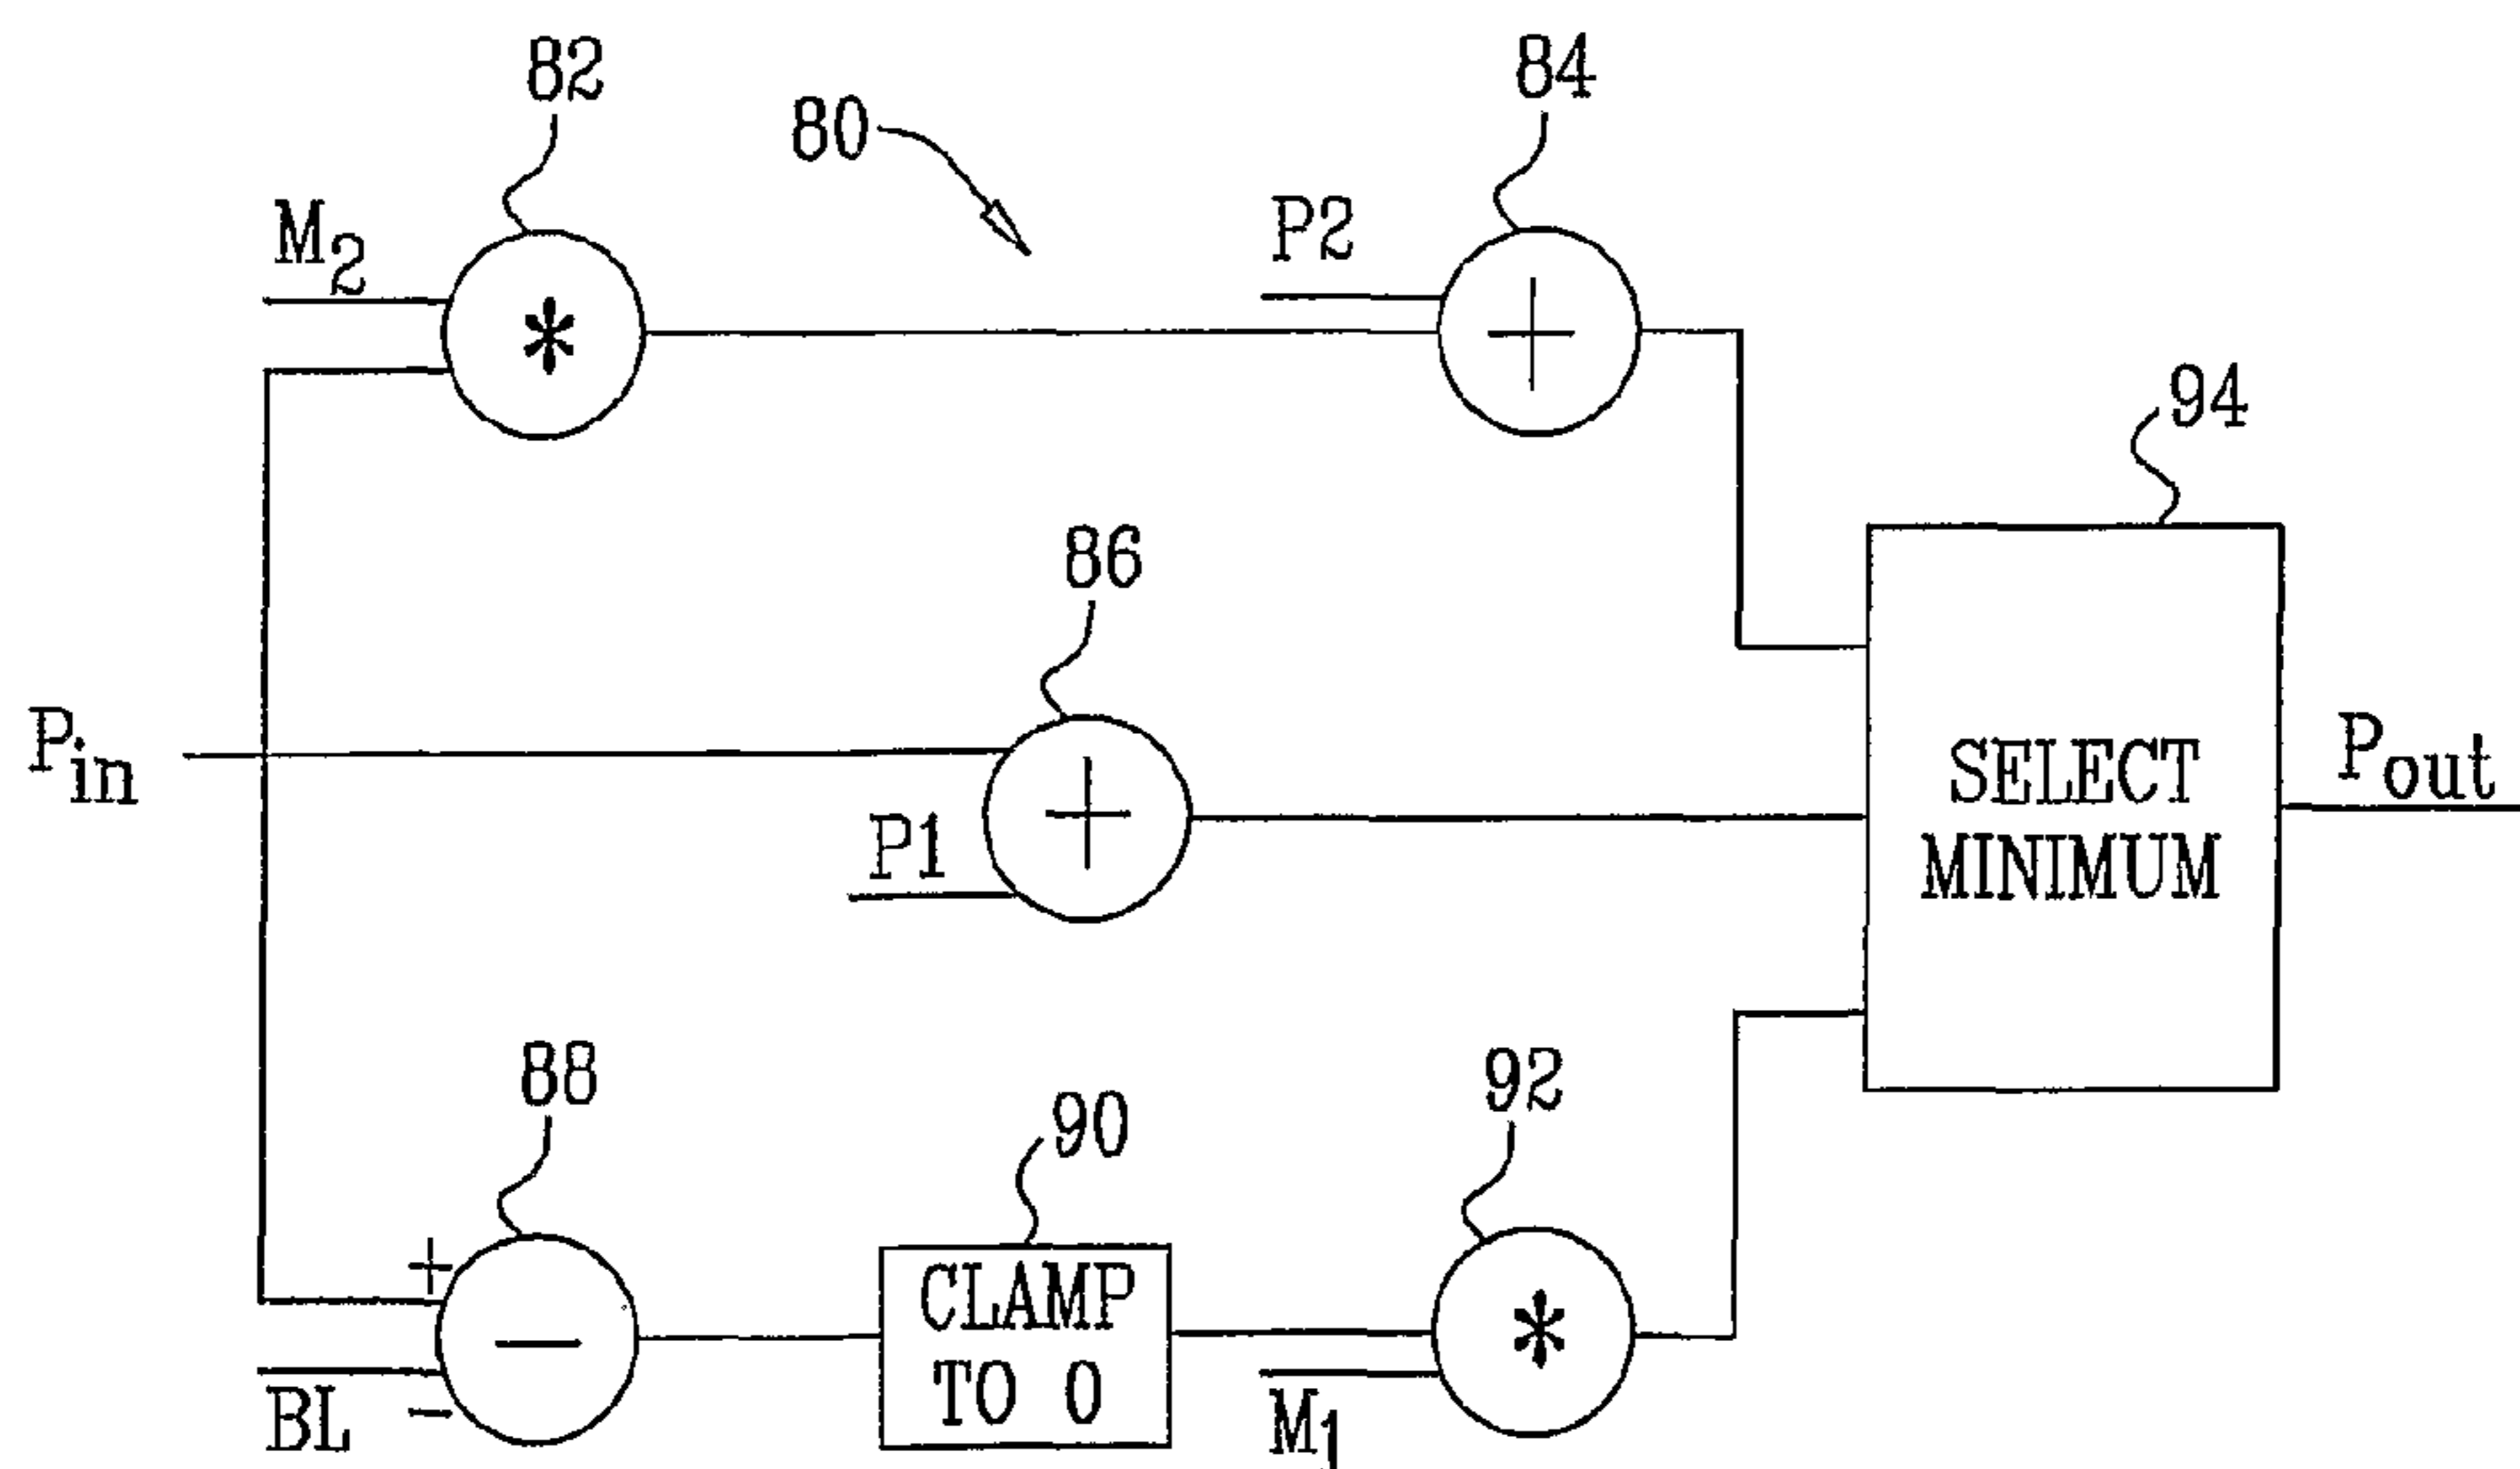 82
80
84
M2
P2
*
+
94
86
Pin
+
P1
SELECT
MINIMUM
Pout
88
90
92
+
−
CLAMP
TO 0
*
BL
−
M1